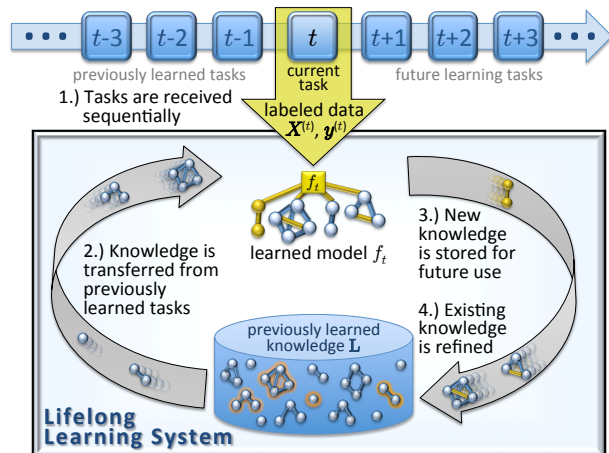 t-3 t-2 t-1 t t+1 t+2 t+3
previously learned tasks
current
task
future learning tasks
1.) Tasks are received
sequentially
labeled data
X(t), y(t)
ft
2.) Knowledge is
transferred from
previously
learned tasks
learned model ft
3.) New
knowledge
is stored for
future use
previously learned
knowledge L
4.) Existing
knowledge
is refined
Lifelong
Learning System